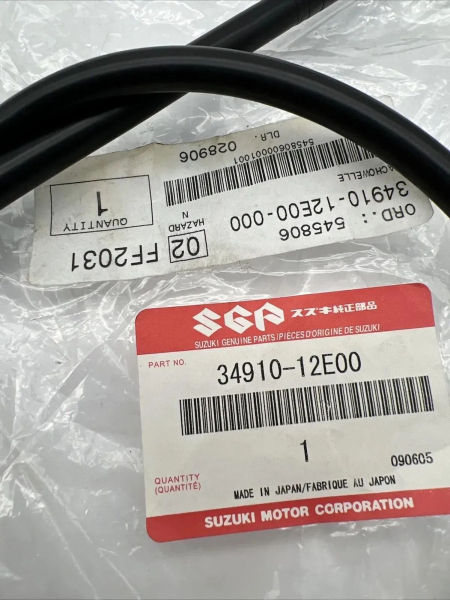 ORD.: 545806
34910-12E00-000
54580600001001
DLR. 028906
HAZARD
N
02 FF2031
QUANTITY
1
SGP スズキ純正部品
SUZUKI GENUINE PARTS/PIÈCES D'ORIGINE DE SUZUKI
PART NO.
34910-12E00
1
090605
QUANTITY
(QUANTITÉ)
MADE IN JAPAN/FABRIQUE AU JAPON
SUZUKI MOTOR CORPORATION